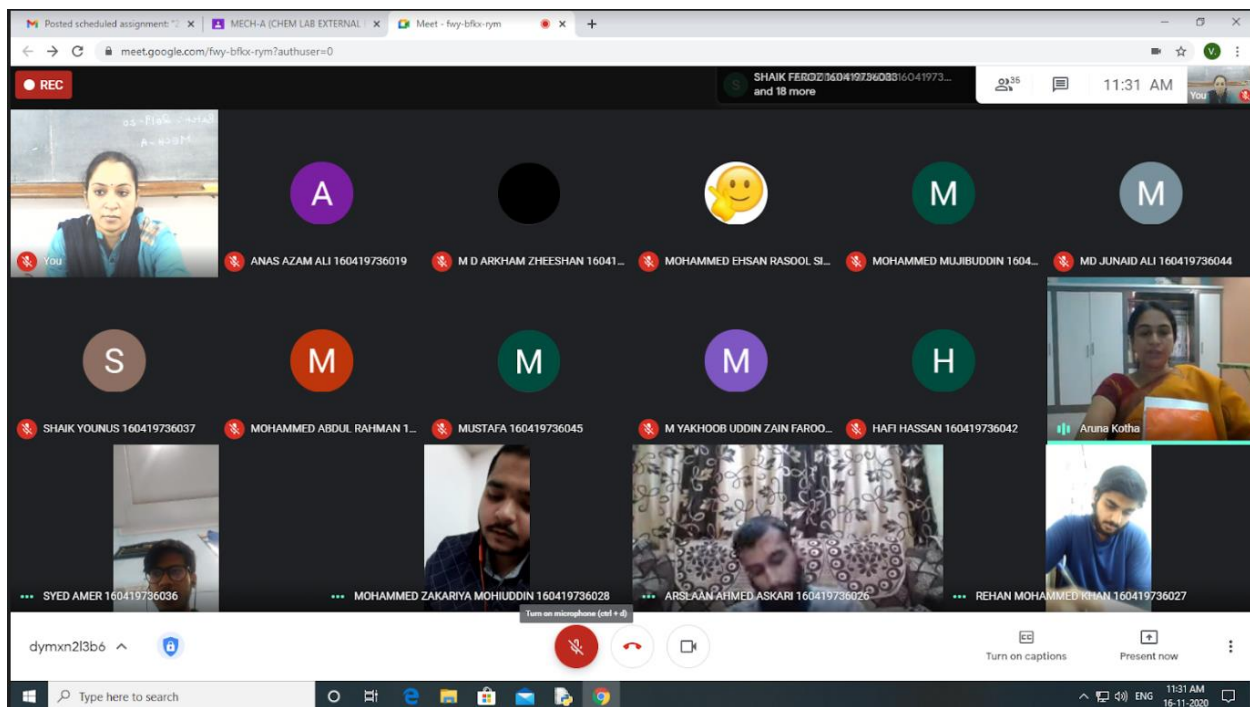 Posted scheduled assignment: "2
MECH-A (CHEM LAB EXTERNAL
Meet - fwy-bfkx-rym
meet.google.com/fwy-bfkx-rym?authuser=0
REC
SHAIK FEROZ
and 18 more
35
11:31 AM
You
MECH-A
You
A
ANAS AZAM ALI 160419736019
M D ARKHAM ZHEESHAN 16041...
MOHAMMED EHSAN RASOOL SI...
M
MOHAMMED MUJIBUDDIN 1604...
M
MD JUNAID ALI 160419736044
S
SHAIK YOUNUS 160419736037
M
MOHAMMED ABDUL RAHMAN 1...
M
MUSTAFA 160419736045
M
M YAKHOOB UDDIN ZAIN FAROO...
H
HAFI HASSAN 160419736042
Aruna Kotha
SYED AMER 160419736036
MOHAMMED ZAKARIYA MOHIUDDIN 160419736028
ARSLAAN AHMED ASKARI 160419736026
REHAN MOHAMMED KHAN 160419736027
Turn on microphone (ctrl + d)
dymxn2l3b6
Turn on captions
Present now
Type here to search
ENG
11:31 AM
16-11-2020